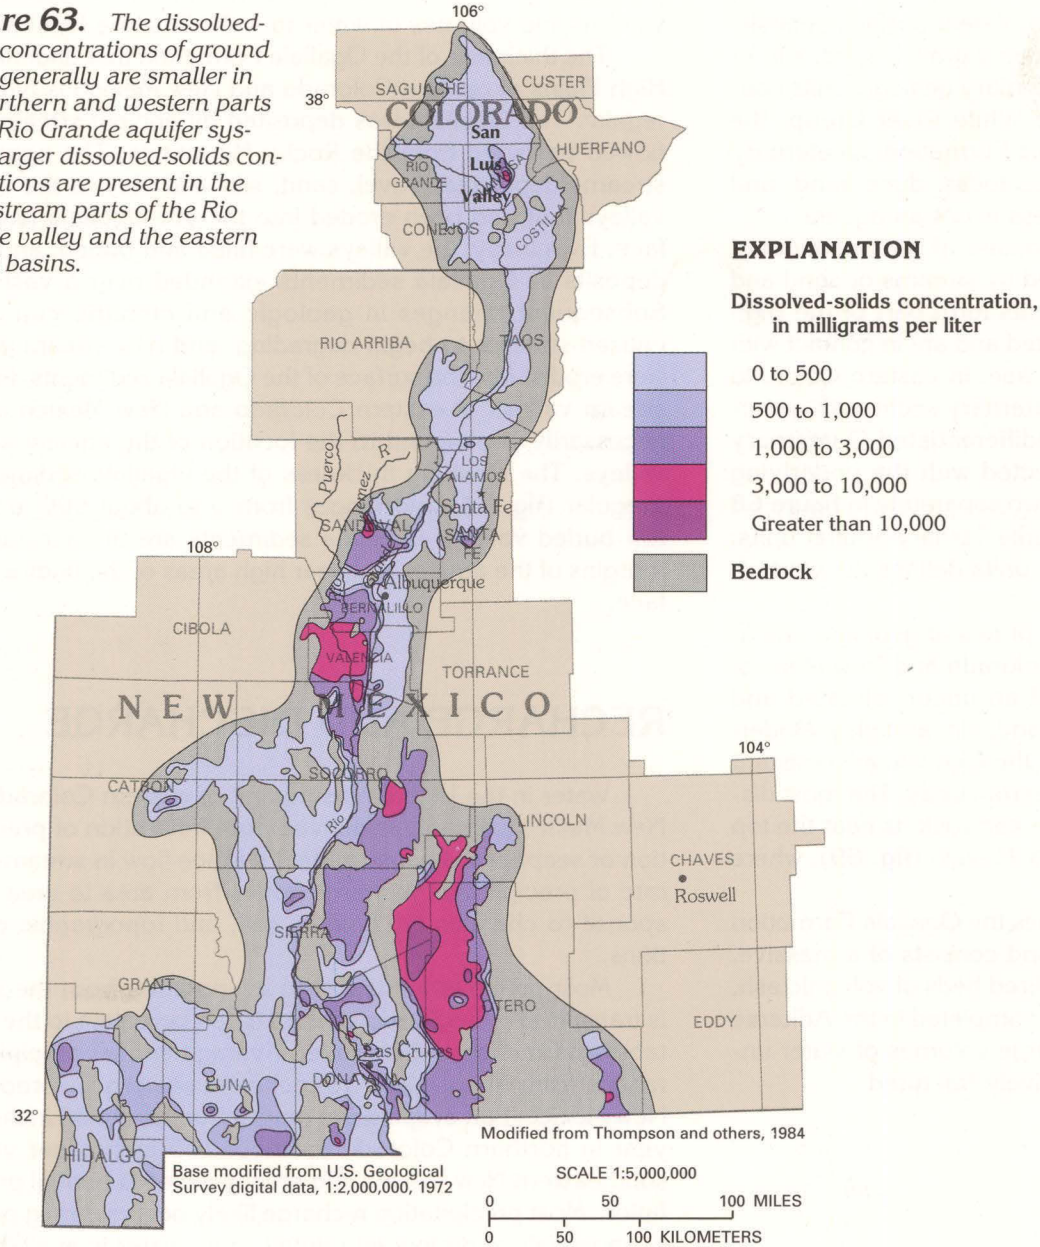 re 63. The dissolved-
concentrations of ground
generally are smaller in
rthern and western parts
Rio Grande aquifer sys-
arger dissolved-solids con-
tions are present in the
stream parts of the Rio
e valley and the eastern
basins.
106°
38°
SAGUACHE
CUSTER
COLORADO
San
Luis
Valley
ALAMOSA
HUERFANO
RIO
GRANDE
CONEJOS
COSTILLA
EXPLANATION
Dissolved-solids concentration,
in milligrams per liter
0 to 500
500 to 1,000
1,000 to 3,000
3,000 to 10,000
Greater than 10,000
Bedrock
RIO ARRIBA
TAOS
Puerco
Jemez
R
LOS
ALAMOS
Santa Fe
SANDOVAL
SANTA
FE
108°
Rio
Grande
Albuquerque
BERNALILLO
CIBOLA
VALENCIA
TORRANCE
NEW MEXICO
104°
CATRON
SOCORRO
Rio
LINCOLN
CHAVES
Roswell
SIERRA
GRANT
OTERO
EDDY
Las Cruces
LUNA
DONA ANA
32°
HIDALGO
Modified from Thompson and others, 1984
Base modified from U.S. Geological
Survey digital data, 1:2,000,000, 1972
SCALE 1:5,000,000
0 50 100 MILES
0 50 100 KILOMETERS